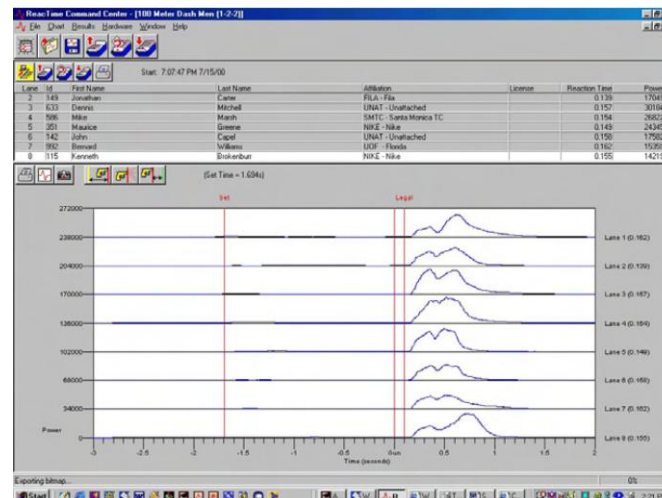 ReacTime Command Center - [100 Meter Dash Men (1-2-2)]
File Chart Results Hardware Window Help
Start: 7:07:47 PM 7/15/00
Lane Id First Name Last Name Affiliation License Reaction Time Power
2 149 Jonathan Carter FILA - Fila 0.139
3 633 Dennis Mitchell UNAT - Unattached 0.157
4 586 Mike Marsh SMTC - Santa Monica TC 0.154
5 351 Maurice Greene NIKE - Nike 0.149
6 142 John Capel UNAT - Unattached 0.158
7 Bernard Williams UOF - Florida 0.162
8 115 Kenneth Brokenburr NIKE - Nike 0.155
(Set Time = 1.694s)
Set Legal
272000
238000 Lane 1 (0.162)
204000 Lane 2 (0.139)
170000 Lane 3 (0.157)
136000 Lane 4 (0.154)
102000 Lane 5 (0.149)
68000 Lane 6 (0.158)
34000 Lane 7 (0.162)
Power Lane 8 (0.155)
-3 -2.5 -2 -1.5 -1 -0.5 0.5 1 1.5 2
Time (seconds)
Exporting bitmap... 0%
Start